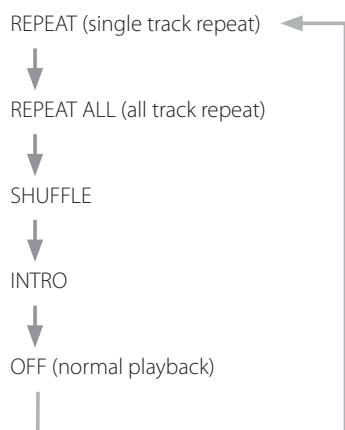 REPEAT (single track repeat)
REPEAT ALL (all track repeat)
SHUFFLE
INTRO
OFF (normal playback)